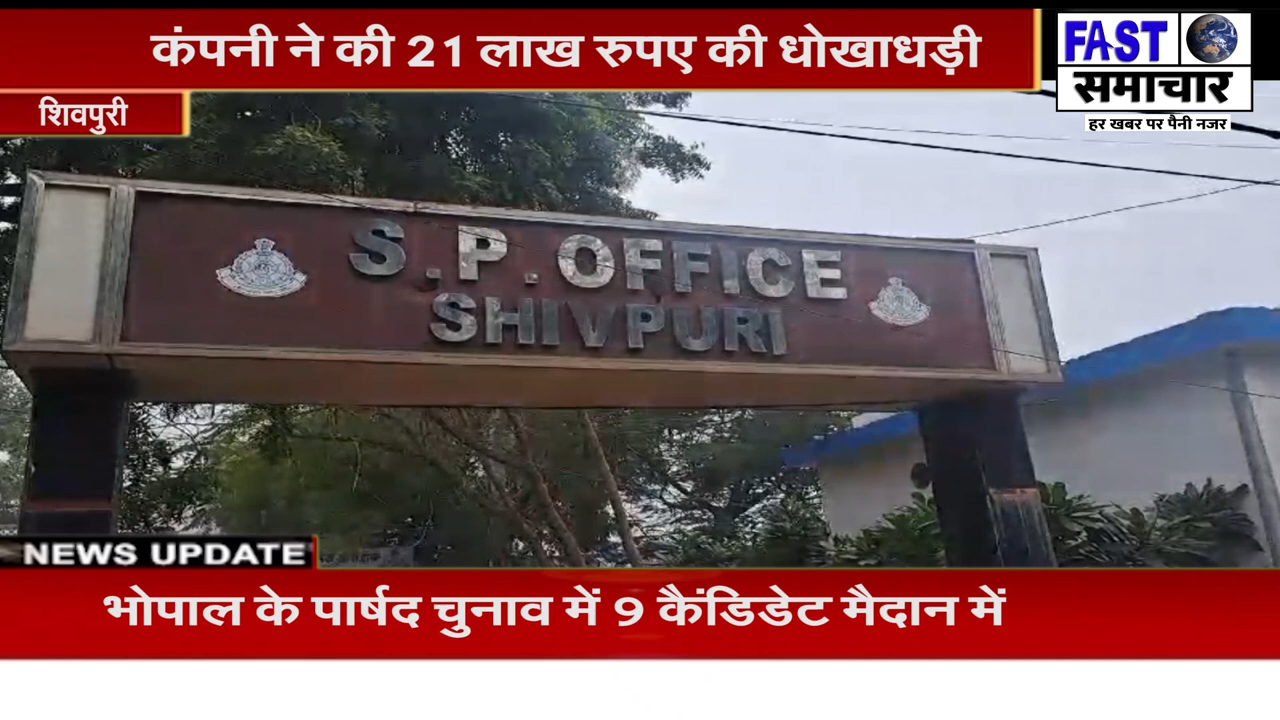 कंपनी ने की 21 लाख रुपए की धोखाधड़ी
FAST
समाचार
हर खबर पर पैनी नजर
शिवपुरी
S.P.OFFICE
SHIVPURI
NEWS UPDATE
भोपाल के पार्षद चुनाव में 9 कैंडिडेट मैदान में